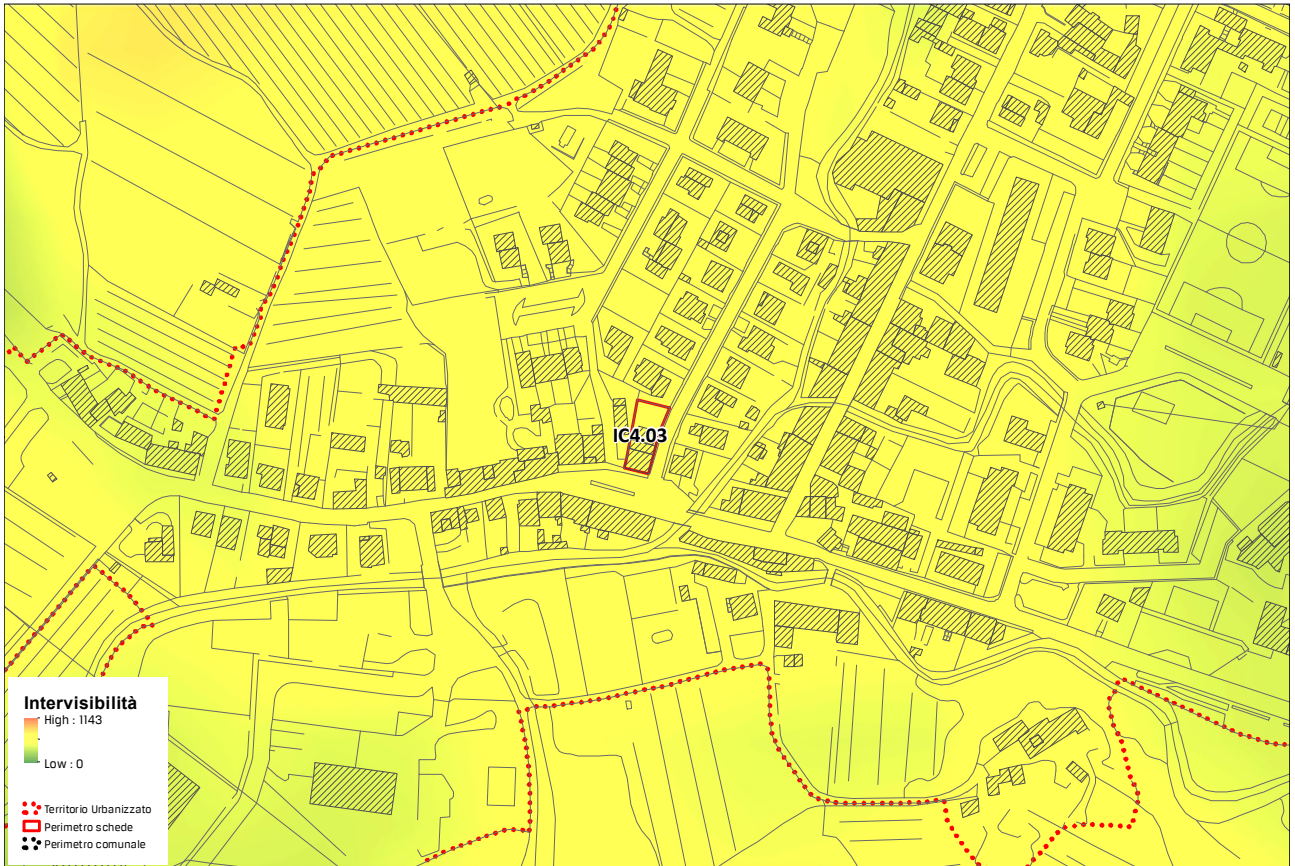 IC4.03
Intervisibilità
High : 1143
Low : 0
Territorio Urbanizzato
Perimetro schede
Perimetro comunale